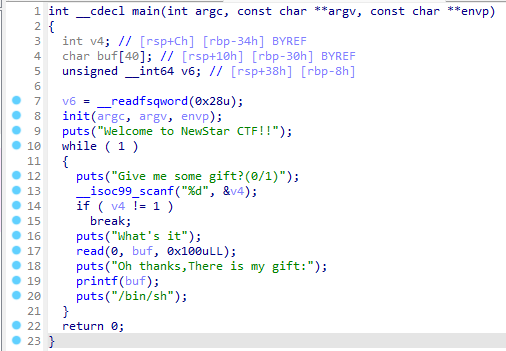 1 int __cdecl main(int argc, const char **argv, const char **envp)
2 {
3 int v4; // [rsp+Ch] [rbp-34h] BYREF
4 char buf[40]; // [rsp+10h] [rbp-30h] BYREF
5 unsigned __int64 v6; // [rsp+38h] [rbp-8h]
6
7 v6 = __readfsqword(0x28u);
8 init(argc, argv, envp);
9 puts("Welcome to NewStar CTF!!");
10 while ( 1 )
11 {
12 puts("Give me some gift?(0/1)");
13 __isoc99_scanf("%d", &v4);
14 if ( v4 != 1 )
15 break;
16 puts("What's it");
17 read(0, buf, 0x100uLL);
18 puts("Oh thanks,There is my gift:");
19 printf(buf);
20 puts("/bin/sh");
21 }
22 return 0;
23 }